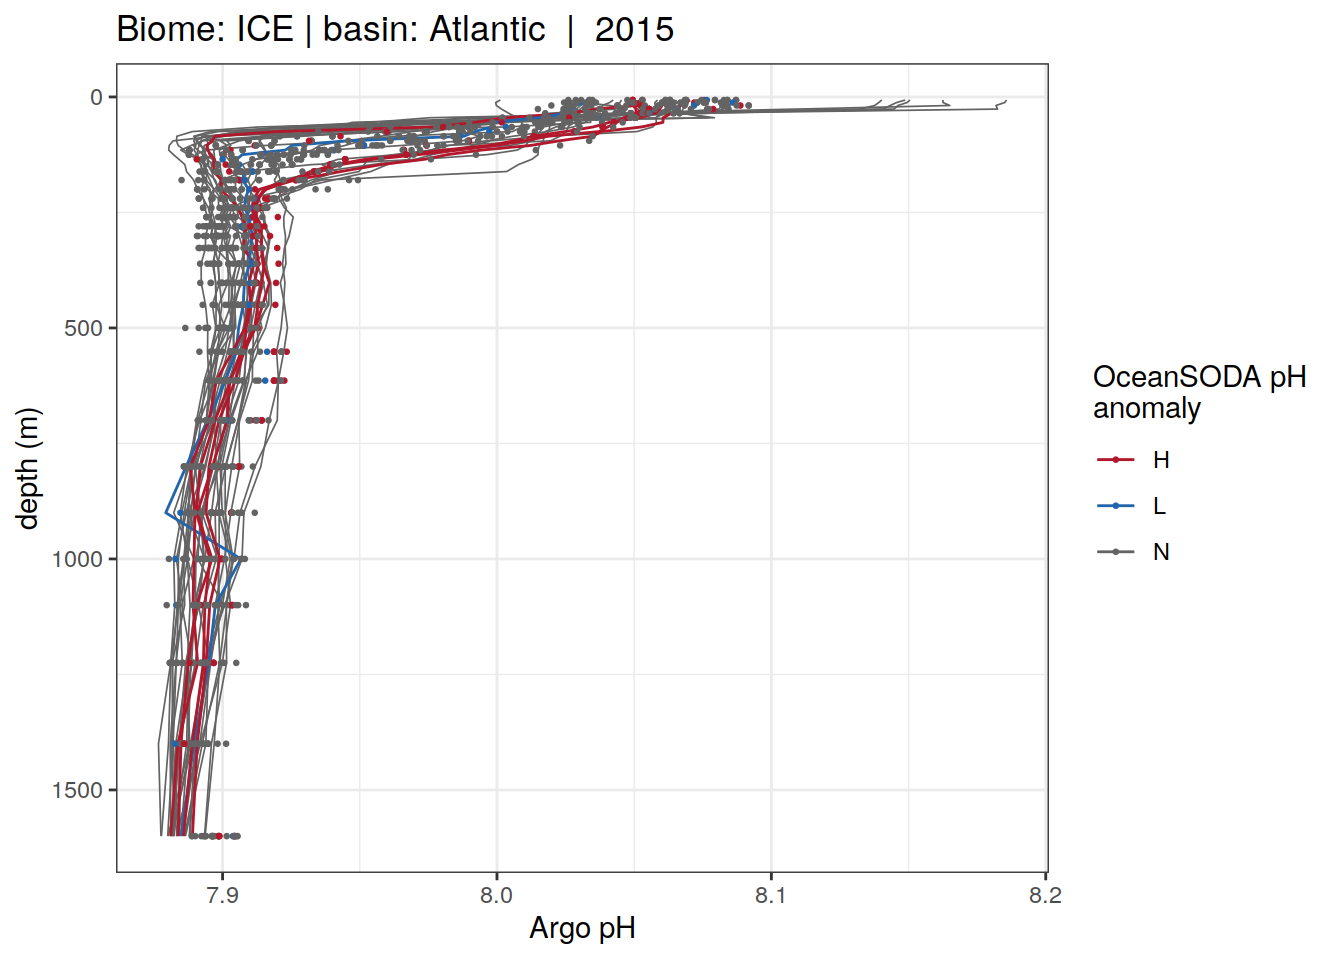 Biome: ICE | basin: Atlantic  |  2015
0
500
1000
1500
depth (m)
7.9
8.0
8.1
8.2
Argo pH
OceanSODA pH
anomaly
H
L
N